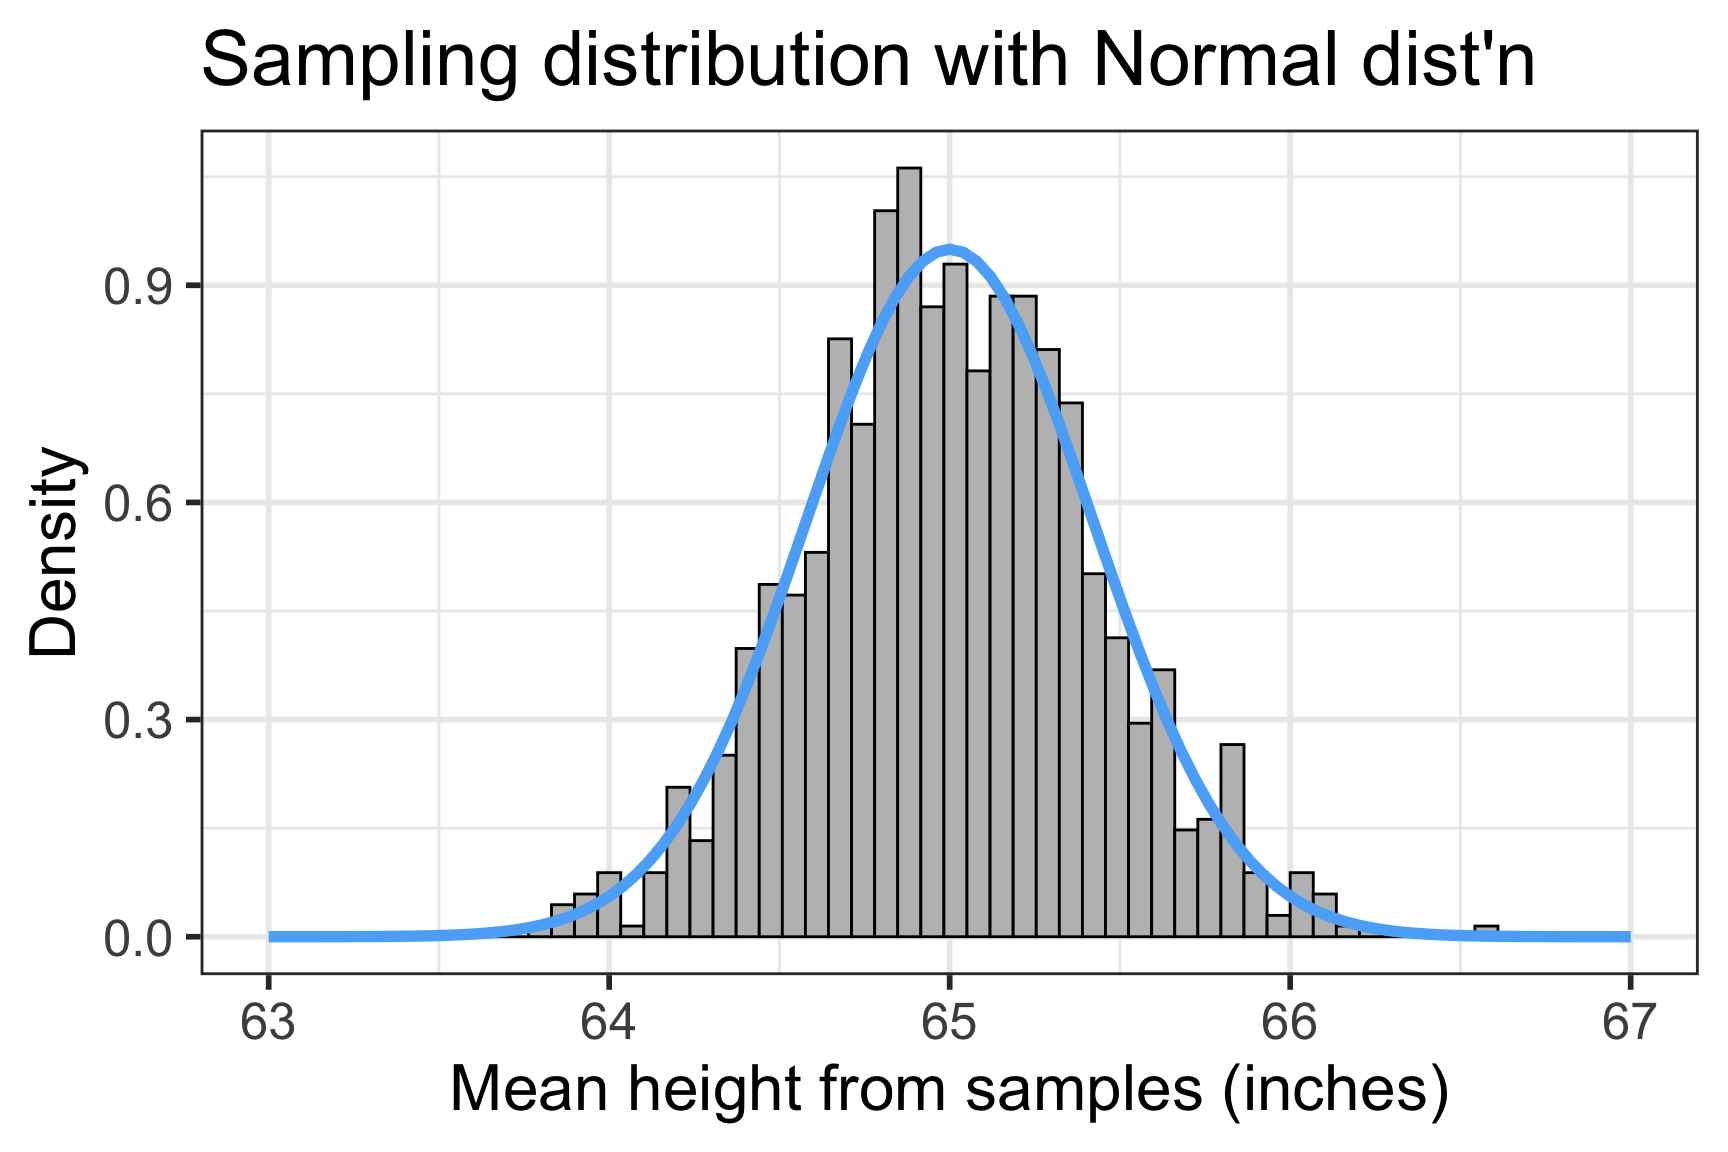 Sampling distribution with Normal dist'n
0.9
0.6
0.3
0.0
Density
63 64 65 66 67
Mean height from samples (inches)